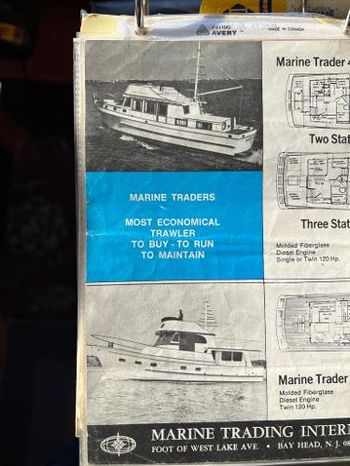 AVERY™
MADE IN CANADA
Marine Trader
MARINE TRADERS
MOST ECONOMICAL
TRAWLER
TO BUY - TO RUN
TO MAINTAIN
Two Stat
Three Stat
Molded Fiberglass
Diesel Engine
Single or Twin 120 Hp.
Marine Trader
Molded Fiberglass
Diesel Engine
Twin 120 Hp.
MARINE TRADING INTER
FOOT OF WEST LAKE AVE. • BAY HEAD, N. J. 08